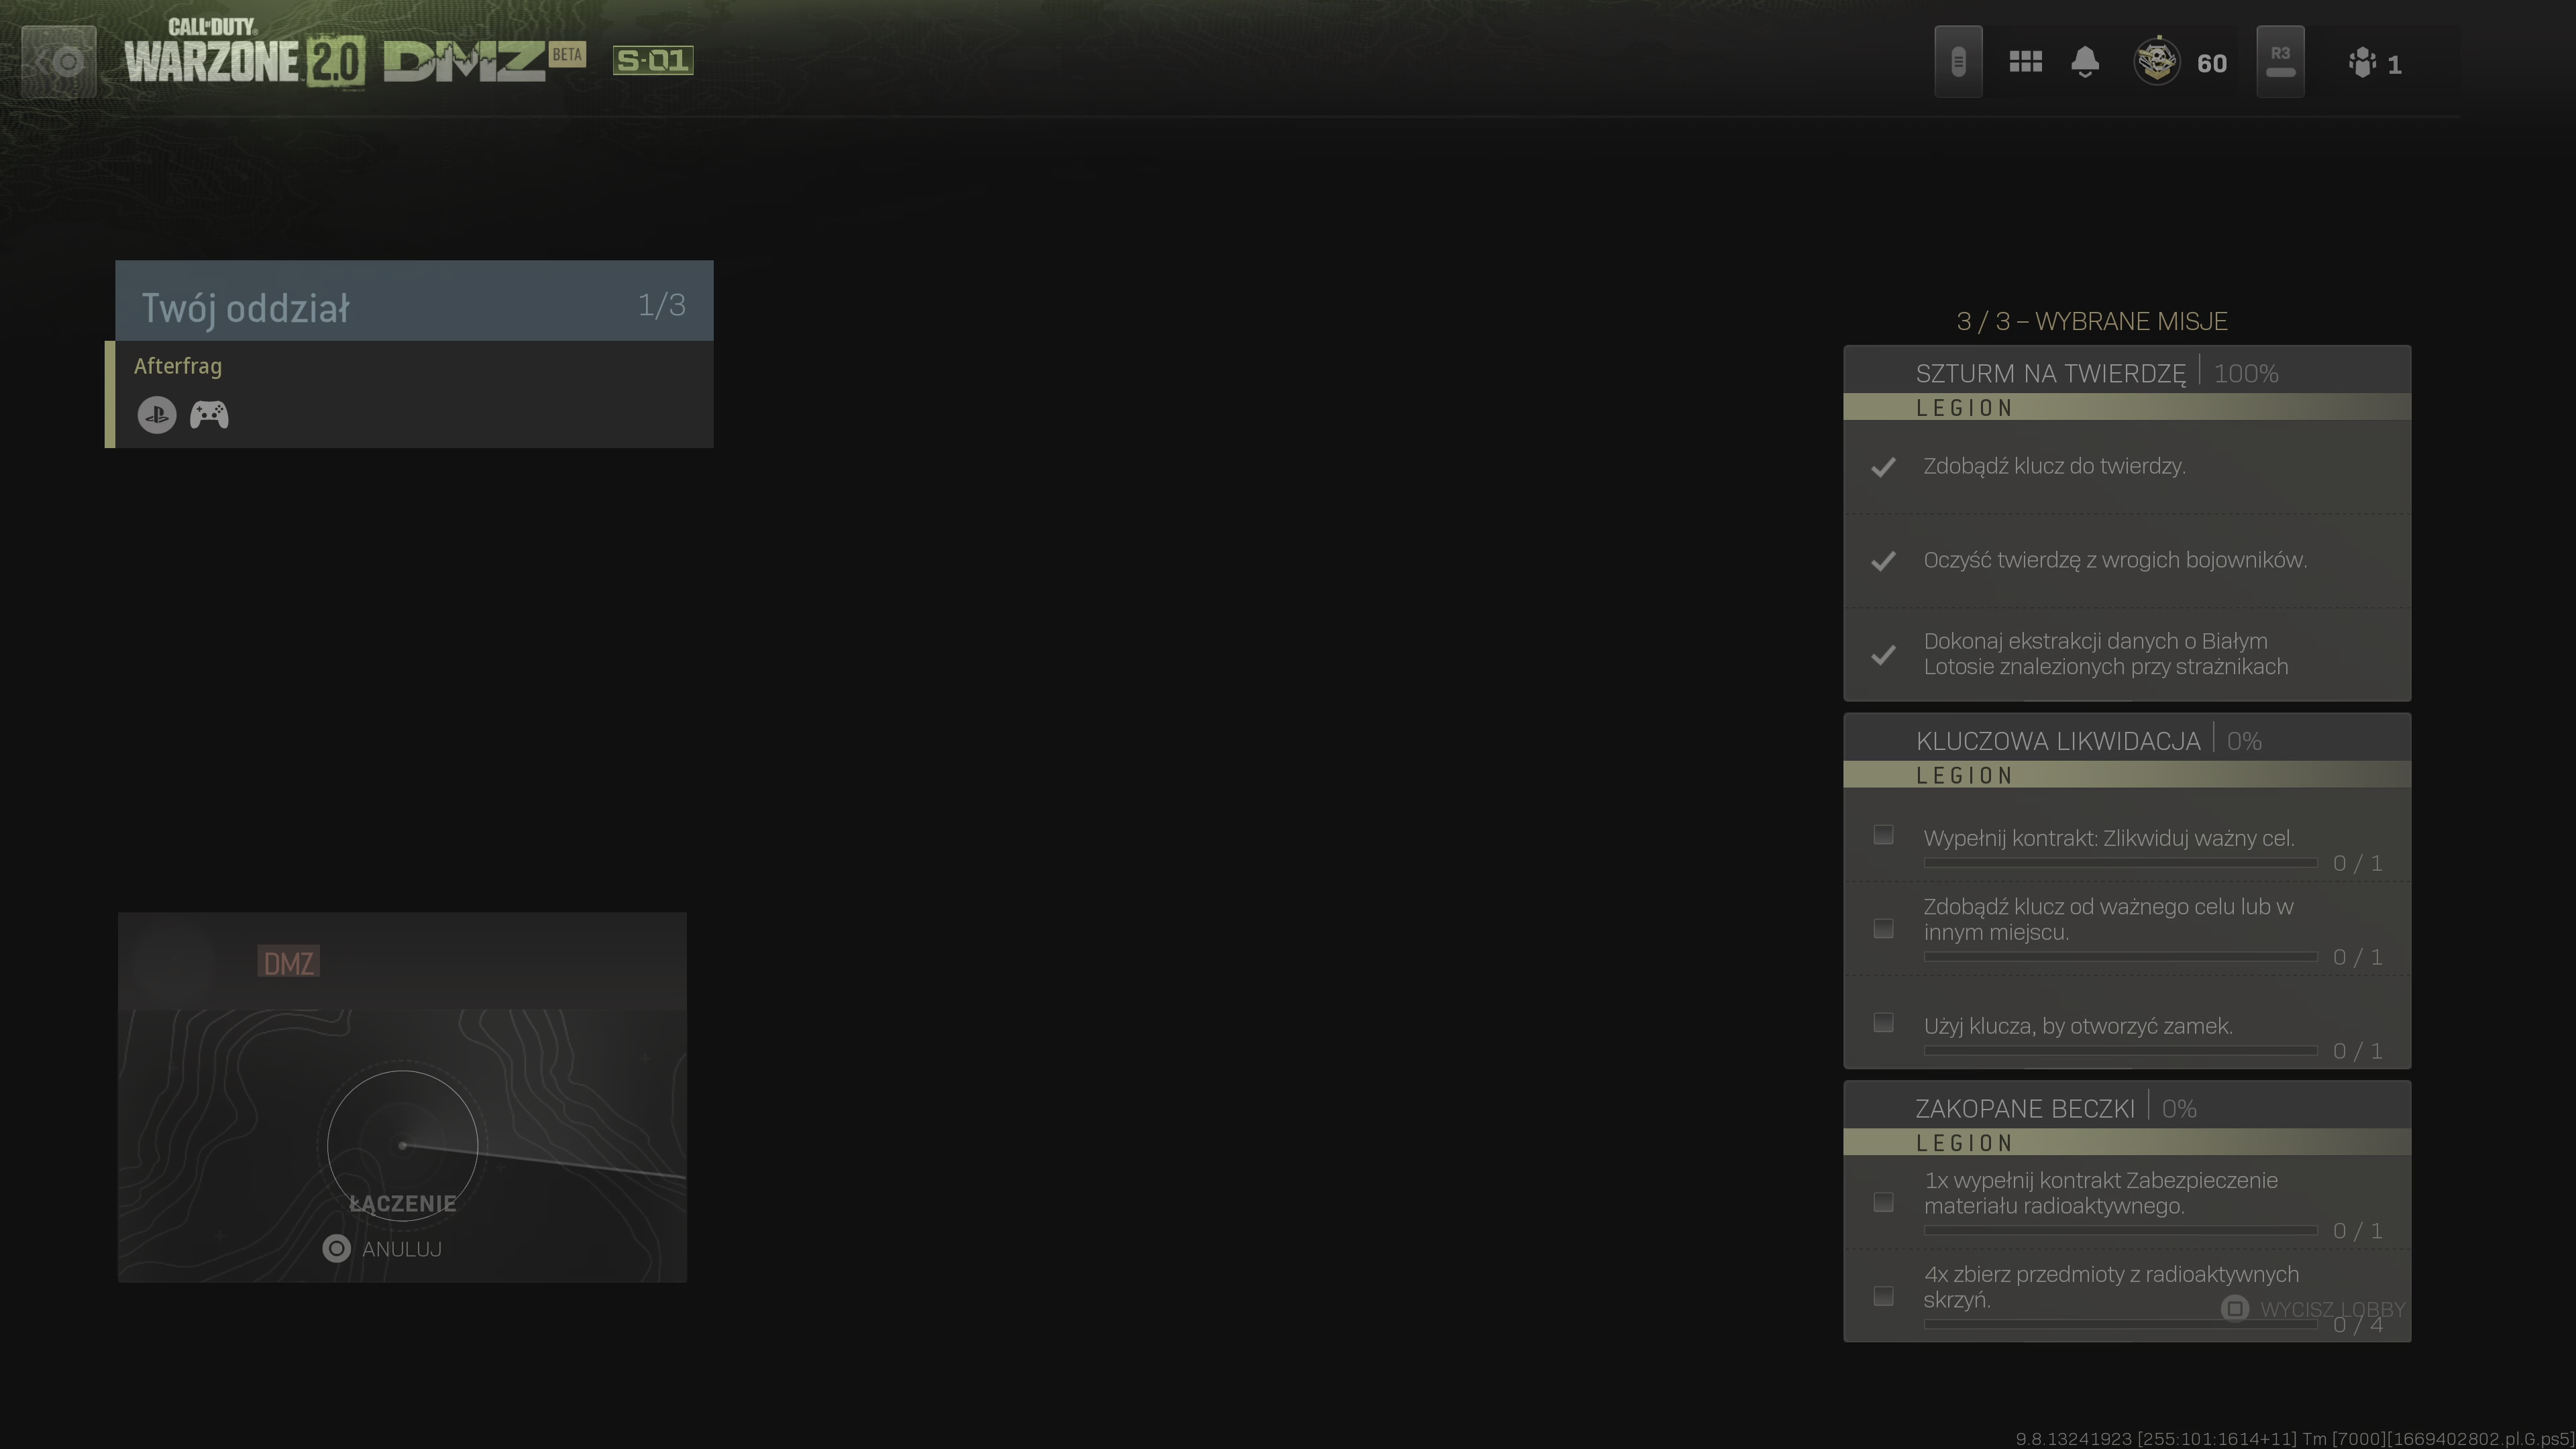 CALL OF DUTY
WARZONE 2.0 DMZ BETA S-01
60 R3 1
Twój oddział 1/3
Afterfrag
3 / 3 – WYBRANE MISJE
SZTURM NA TWIERDZĘ | 100%
LEGION
Zdobądź klucz do twierdzy.
Oczyść twierdzę z wrogich bojowników.
Dokonaj ekstrakcji danych o Białym
Lotosie znalezionych przy strażnikach
KLUCZOWA LIKWIDACJA | 0%
LEGION
Wypełnij kontrakt: Zlikwiduj ważny cel.
0 / 1
Zdobądź klucz od ważnego celu lub w
innym miejscu.
0 / 1
Użyj klucza, by otworzyć zamek.
0 / 1
ZAKOPANE BECZKI | 0%
LEGION
1x wypełnij kontrakt Zabezpieczenie
materiału radioaktywnego.
0 / 1
4x zbierz przedmioty z radioaktywnych
skrzyń.
0 / 4
WYCISZ LOBBY
DMZ
ŁĄCZENIE
ANULUJ
9.8.13241923 [255:101:1614+11] Tm [7000][1669402802.pl.G.ps5]